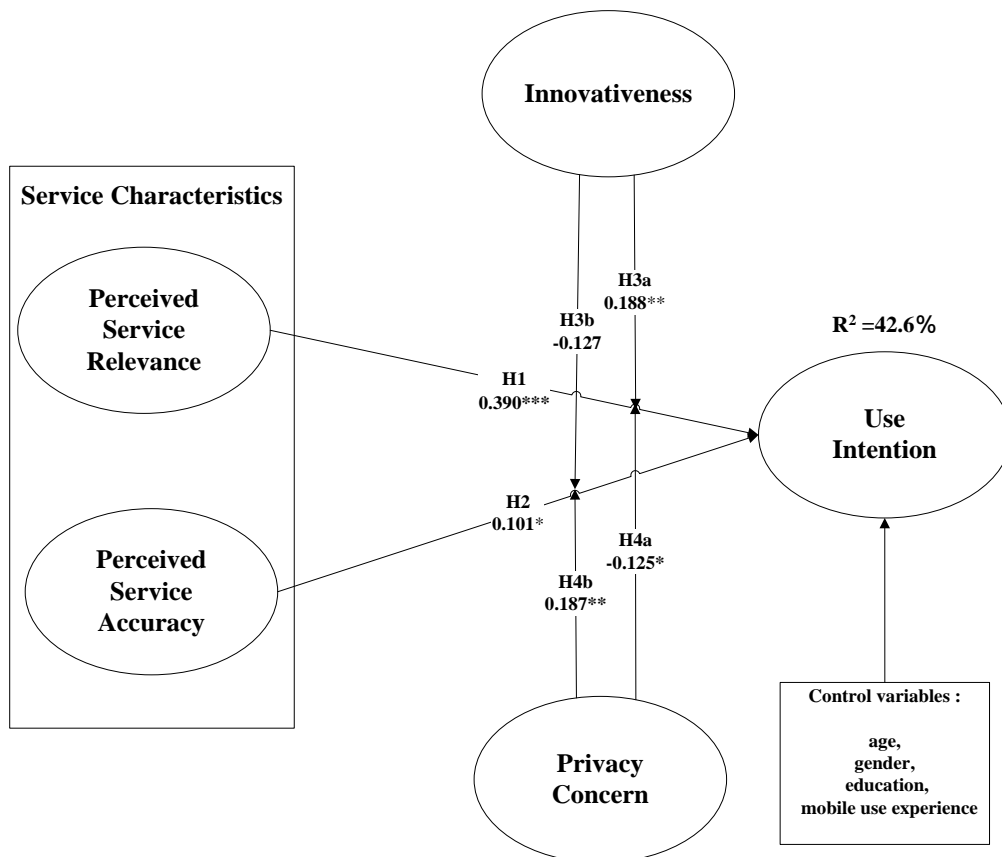 Innovativeness
Service Characteristics
Perceived
Service
Relevance
H3a
0.188**
H3b
-0.127
R² =42.6%
H1
0.390***
Use
Intention
H2
0.101*
Perceived
Service
Accuracy
H4a
-0.125*
H4b
0.187**
Control variables :
age,
gender,
education,
mobile use experience
Privacy
Concern